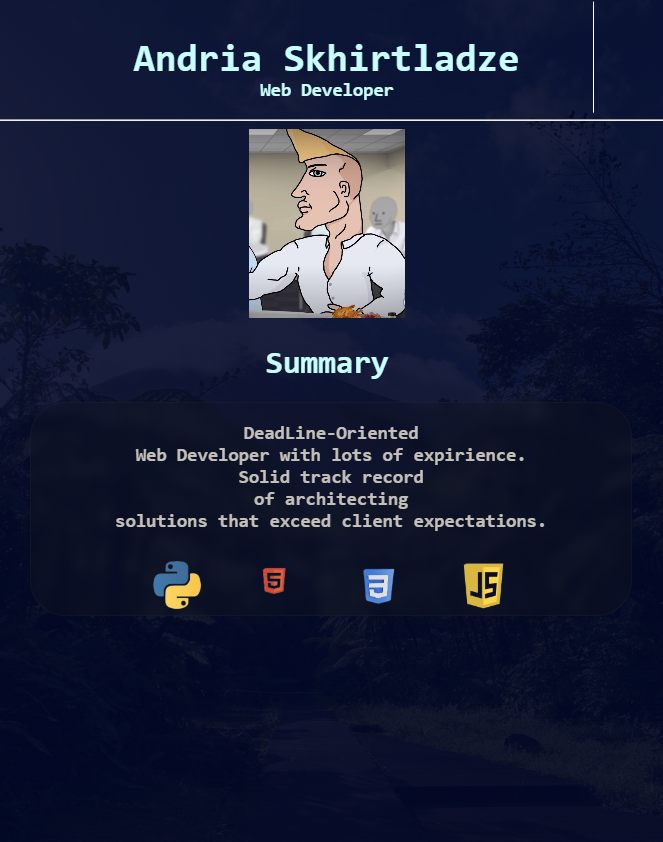 Andria Skhirtladze
Web Developer
Summary
DeadLine-Oriented
Web Developer with lots of expirience.
Solid track record
of architecting
solutions that exceed client expectations.
5
3
JS